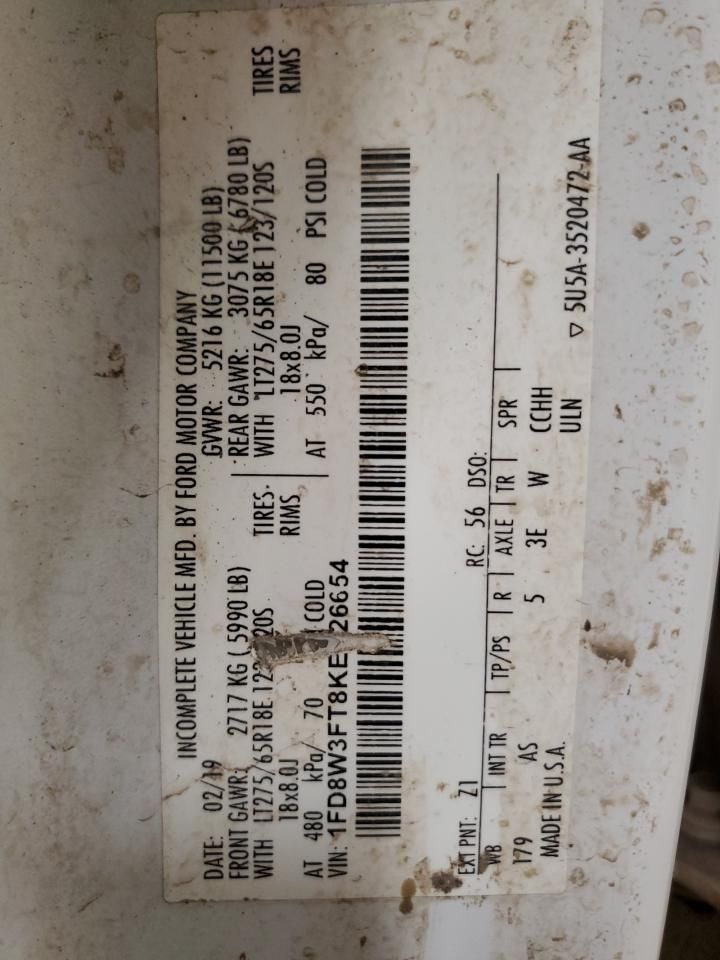 INCOMPLETE VEHICLE MFD. BY FORD MOTOR COMPANY
DATE: 02/19 GVWR: 5216 KG (11500 LB)
FRONT GAWR: 2717 KG ( 5990 LB) REAR GAWR: 3075 KG ( 6780 LB)
WITH LT275/65R18E TIRES WITH LT275/65R18E 123/120S TIRES
18x8.0J RIMS 18x8.0J RIMS
AT 480 kPa/ 70 COLD AT 550 kPa/ 80 PSI COLD
VIN: 1FD8W3FT8KE 26654
EXT PNT: Z1 RC: 56 DSO:
WB INT TR TP/PS R AXLE TR SPR
179 AS 5 3E W CCHH
MADE IN U.S.A. ULN
▽ 5U5A-3520472-AA